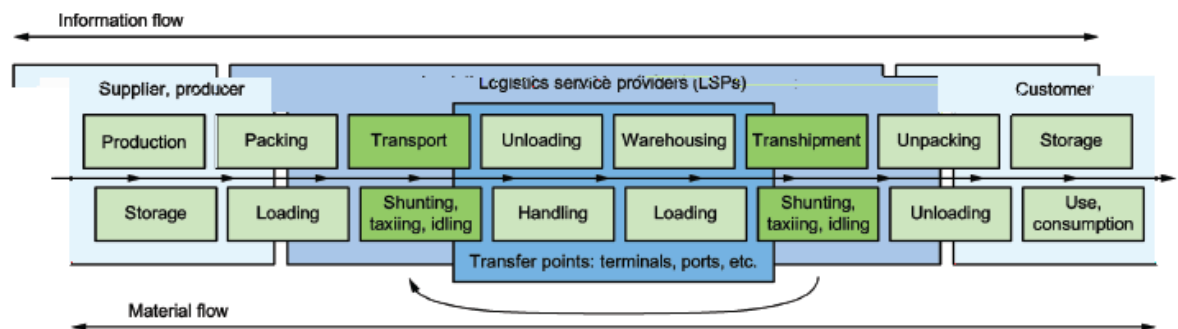 Information flow
Supplier, producer
Logistics service providers (LSPs)
Customer
Production
Packing
Transport
Unloading
Warehousing
Transhipment
Unpacking
Storage
Storage
Loading
Shunting,
taxiing, idling
Handling
Loading
Shunting,
taxiing, idling
Unloading
Use,
consumption
Transfer points: terminals, ports, etc.
Material flow